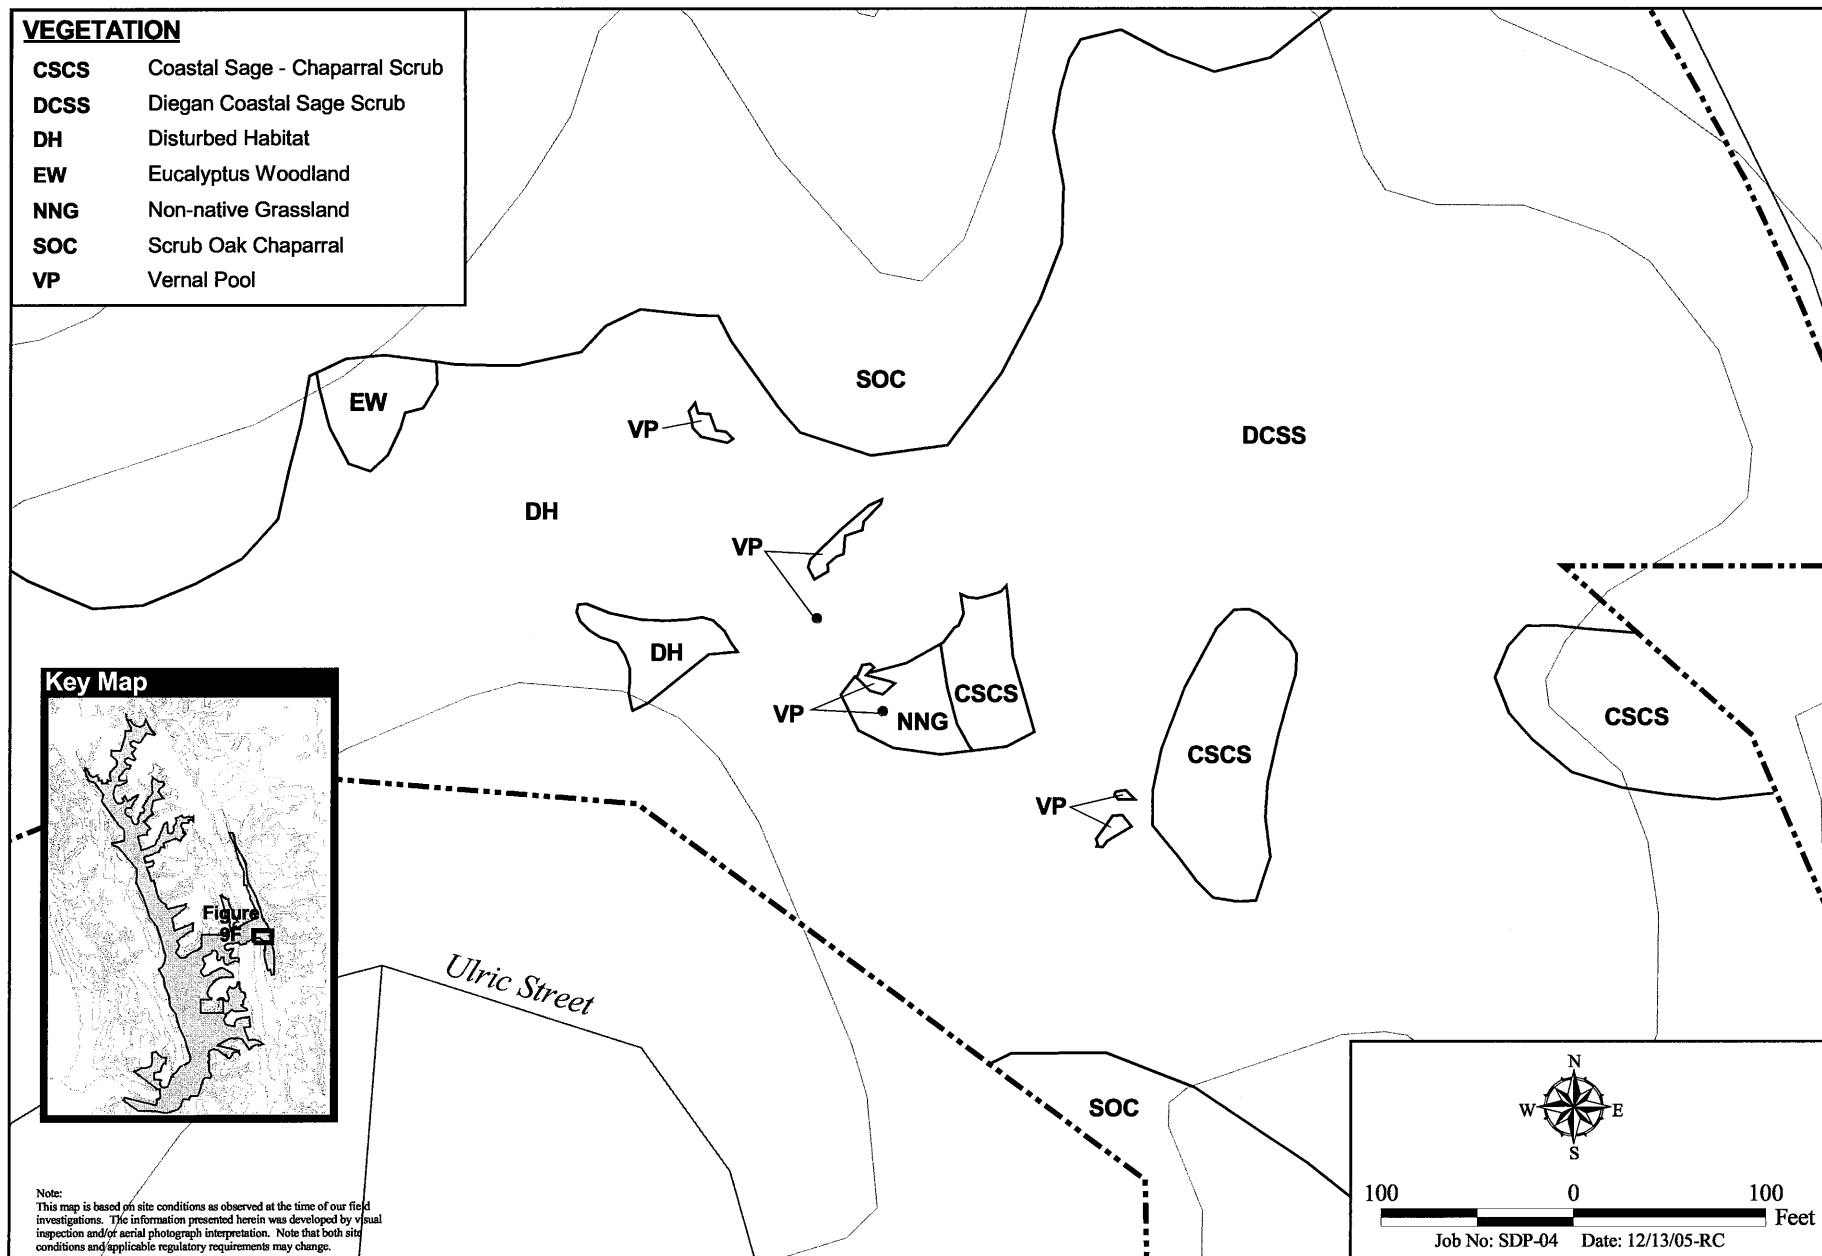 VEGETATION
CSCS Coastal Sage - Chaparral Scrub
DCSS Diegan Coastal Sage Scrub
DH Disturbed Habitat
EW Eucalyptus Woodland
NNG Non-native Grassland
SOC Scrub Oak Chaparral
VP Vernal Pool
SOC
EW
VP
DCSS
DH
VP
DH
CSCS
VP
NNG
CSCS
CSCS
VP
Key Map
Figure
9F
Ulric Street
SOC
N
W E
S
100 0 100
Feet
Job No: SDP-04 Date: 12/13/05-RC
Note:
This map is based on site conditions as observed at the time of our field
investigations. The information presented herein was developed by visual
inspection and/or aerial photograph interpretation. Note that both site
conditions and applicable regulatory requirements may change.